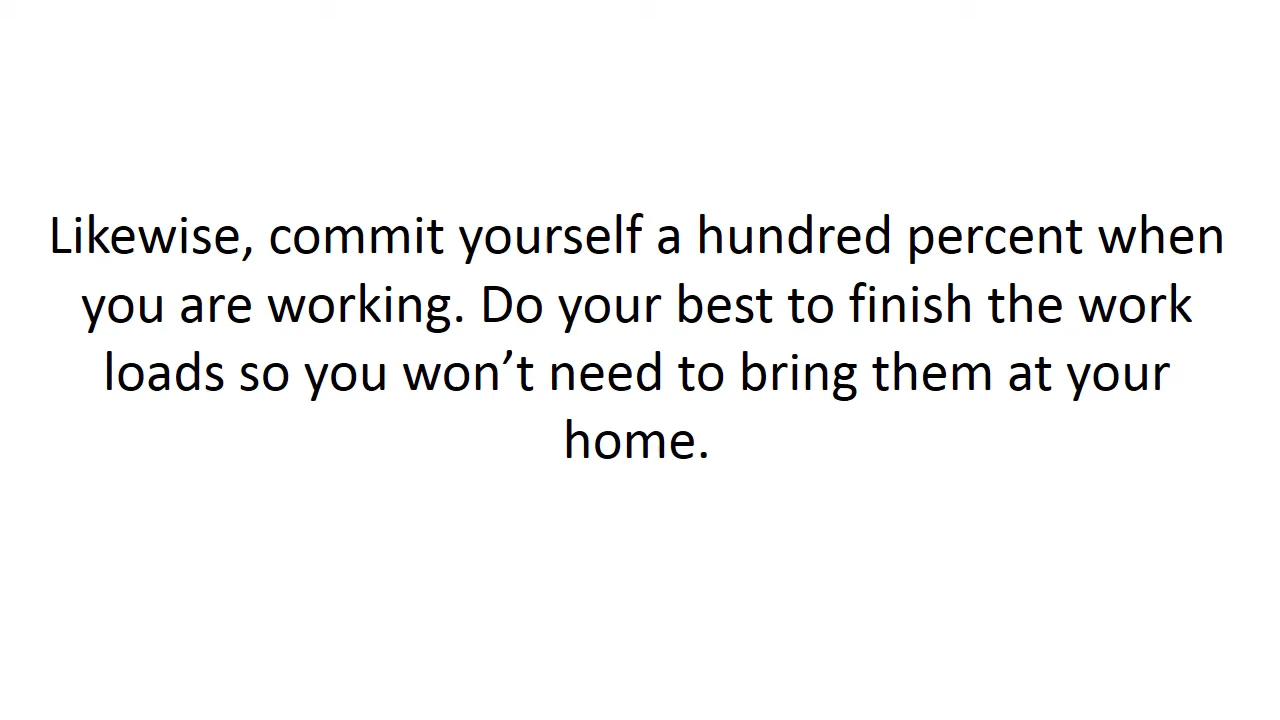 Likewise, commit yourself a hundred percent when
you are working. Do your best to finish the work
loads so you won’t need to bring them at your
home.